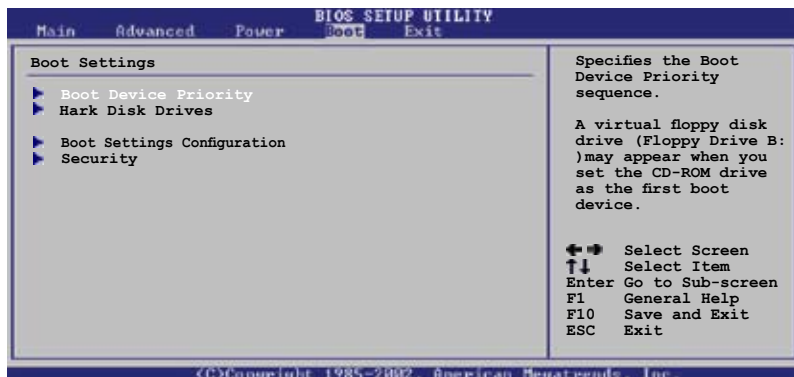 BIOS SETUP UTILITY
Main Advanced Power Boot Exit
Boot Settings
Boot Device Priority
Hark Disk Drives
Boot Settings Configuration
Security
Specifies the Boot
Device Priority
sequence.
A virtual floppy disk
drive (Floppy Drive B:
)may appear when you
set the CD-ROM drive
as the first boot
device.
Select Screen
Select Item
Enter Go to Sub-screen
F1 General Help
F10 Save and Exit
ESC Exit
(C)Copyright 1985-2002, American Megatrends, Inc.